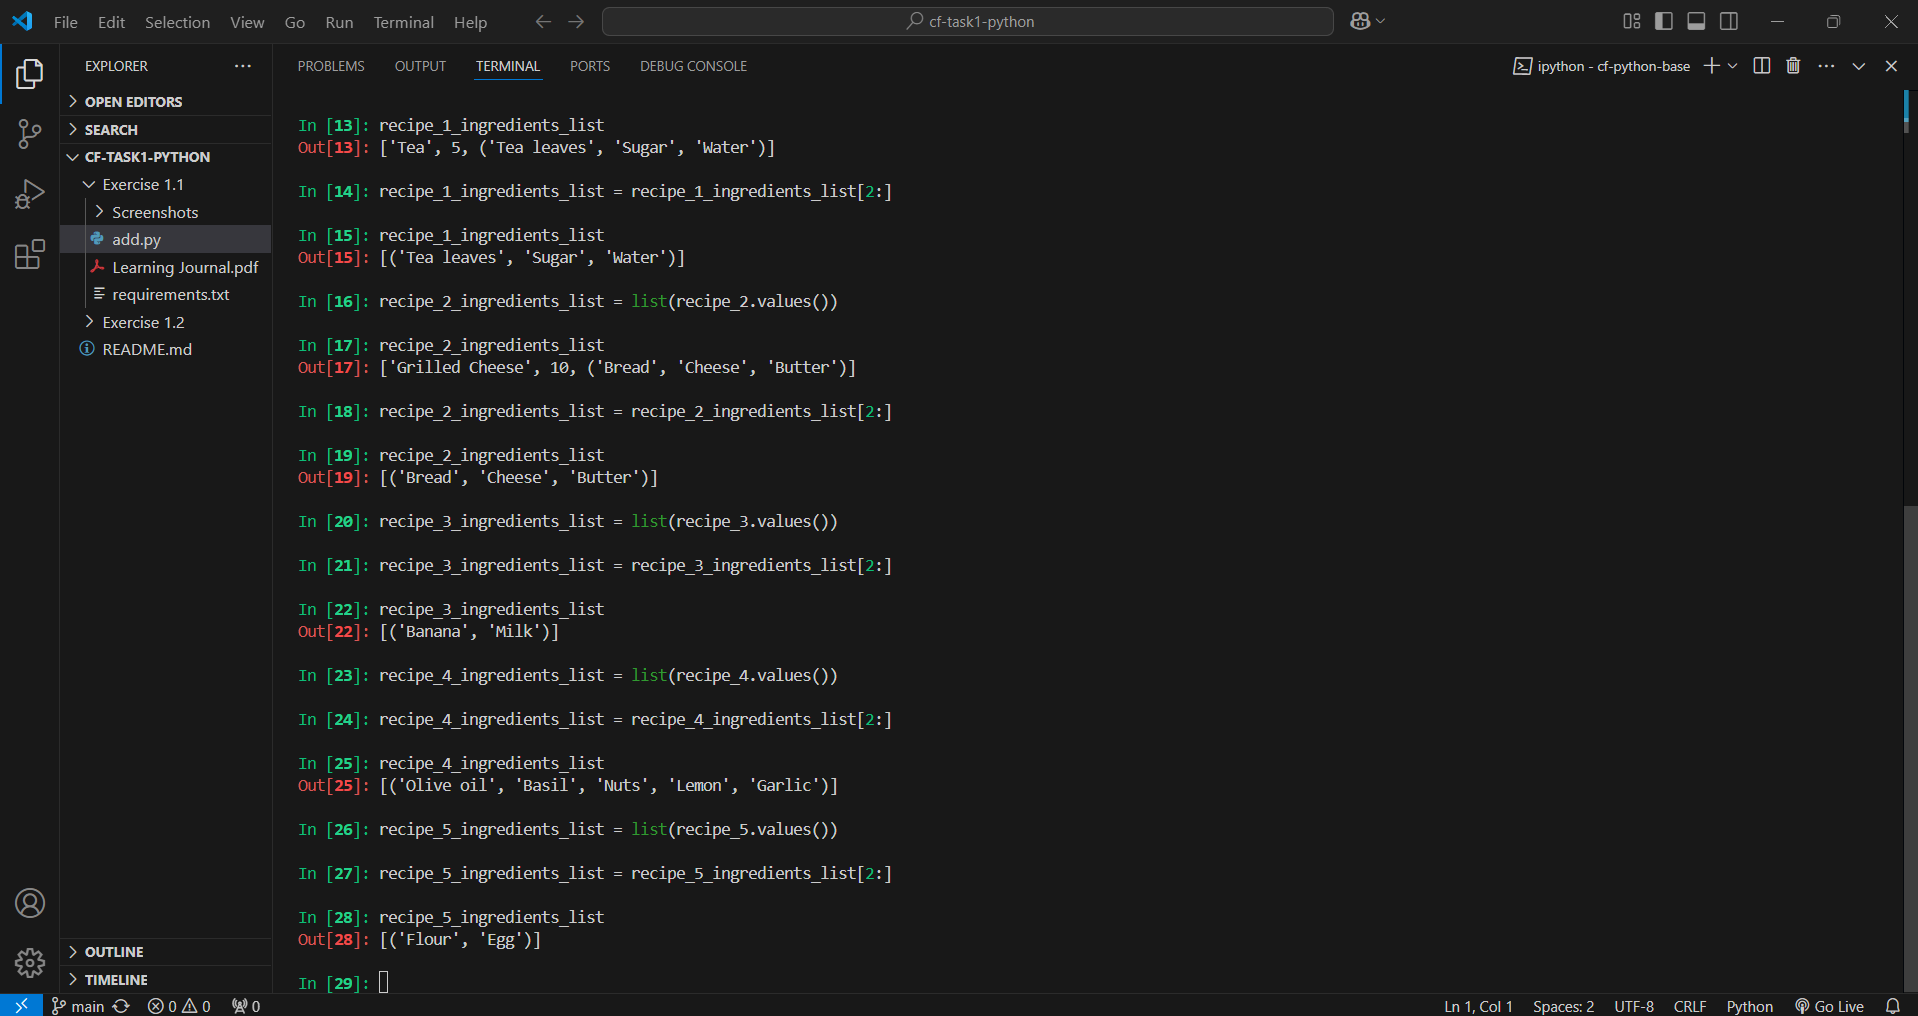 File Edit Selection View Go Run Terminal Help cf-task1-python
EXPLORER
OPEN EDITORS
SEARCH
CF-TASK1-PYTHON
Exercise 1.1
Screenshots
add.py
Learning Journal.pdf
requirements.txt
Exercise 1.2
README.md
OUTLINE
TIMELINE
PROBLEMS OUTPUT TERMINAL PORTS DEBUG CONSOLE ipython - cf-python-base
In [13]: recipe_1_ingredients_list
Out[13]: ['Tea', 5, ('Tea leaves', 'Sugar', 'Water')]
In [14]: recipe_1_ingredients_list = recipe_1_ingredients_list[2:]
In [15]: recipe_1_ingredients_list
Out[15]: [('Tea leaves', 'Sugar', 'Water')]
In [16]: recipe_2_ingredients_list = list(recipe_2.values())
In [17]: recipe_2_ingredients_list
Out[17]: ['Grilled Cheese', 10, ('Bread', 'Cheese', 'Butter')]
In [18]: recipe_2_ingredients_list = recipe_2_ingredients_list[2:]
In [19]: recipe_2_ingredients_list
Out[19]: [('Bread', 'Cheese', 'Butter')]
In [20]: recipe_3_ingredients_list = list(recipe_3.values())
In [21]: recipe_3_ingredients_list = recipe_3_ingredients_list[2:]
In [22]: recipe_3_ingredients_list
Out[22]: [('Banana', 'Milk')]
In [23]: recipe_4_ingredients_list = list(recipe_4.values())
In [24]: recipe_4_ingredients_list = recipe_4_ingredients_list[2:]
In [25]: recipe_4_ingredients_list
Out[25]: [('Olive oil', 'Basil', 'Nuts', 'Lemon', 'Garlic')]
In [26]: recipe_5_ingredients_list = list(recipe_5.values())
In [27]: recipe_5_ingredients_list = recipe_5_ingredients_list[2:]
In [28]: recipe_5_ingredients_list
Out[28]: [('Flour', 'Egg')]
In [29]:
main 0 0 0 Ln 1, Col 1 Spaces: 2 UTF-8 CRLF Python Go Live